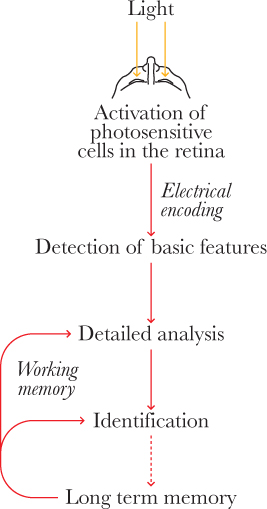 Light
Activation of
photosensitive
cells in the retina
Electrical
encoding
Detection of basic features
Detailed analysis
Working
memory
Identification
Long term memory